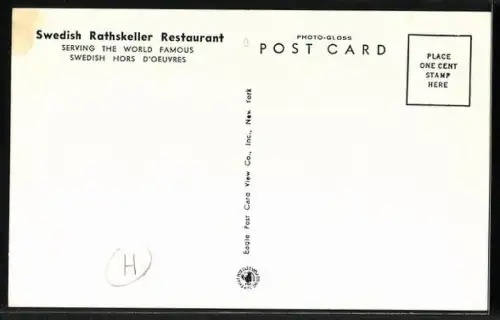 Swedish Rathskeller Restaurant
SERVING THE WORLD FAMOUS
SWEDISH HORS D'OEUVRES
PHOTO-GLOSS
POST CARD
PLACE
ONE CENT
STAMP
HERE
Eagle Post Card View Co., Inc., New York
H